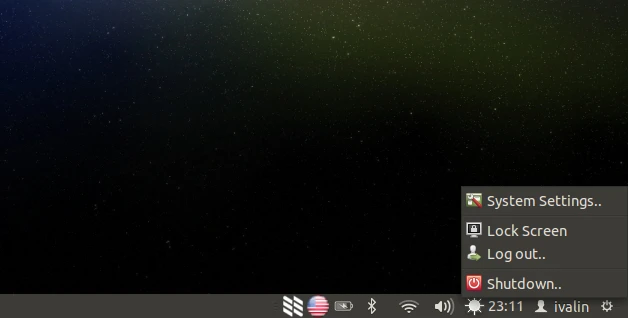 System Settings..
Lock Screen
Log out..
Shutdown..
23:11 ivalin